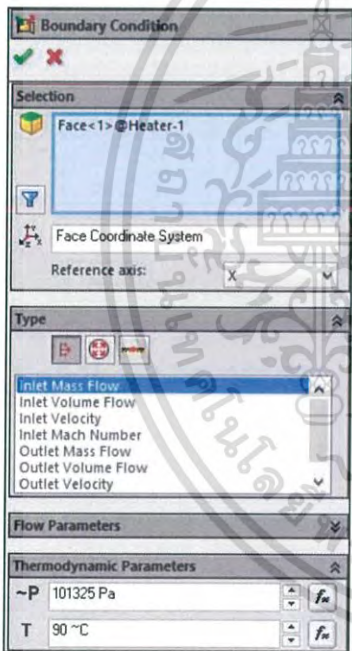 Boundary Condition
Selection
Face<1>@Heater-1
Face Coordinate System
Reference axis: X
Type
Inlet Mass Flow
Inlet Volume Flow
Inlet Velocity
Inlet Mach Number
Outlet Mass Flow
Outlet Volume Flow
Outlet Velocity
Flow Parameters
Thermodynamic Parameters
~P 101325 Pa
T 90 ~C